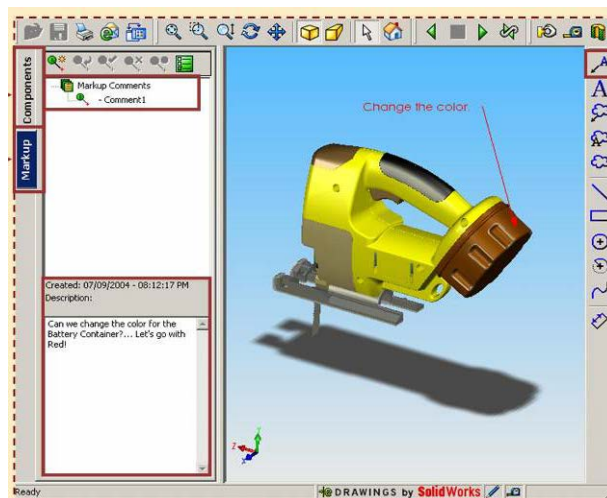 Components
Markup
Markup Comments
- Comment1
Created: 07/09/2004 - 08:12:17 PM
Description:
Can we change the color for the
Battery Container?... Let's go with
Red!
Change the color.
A
A
Z
Y
X
Ready
eDRAWINGS by SolidWorks